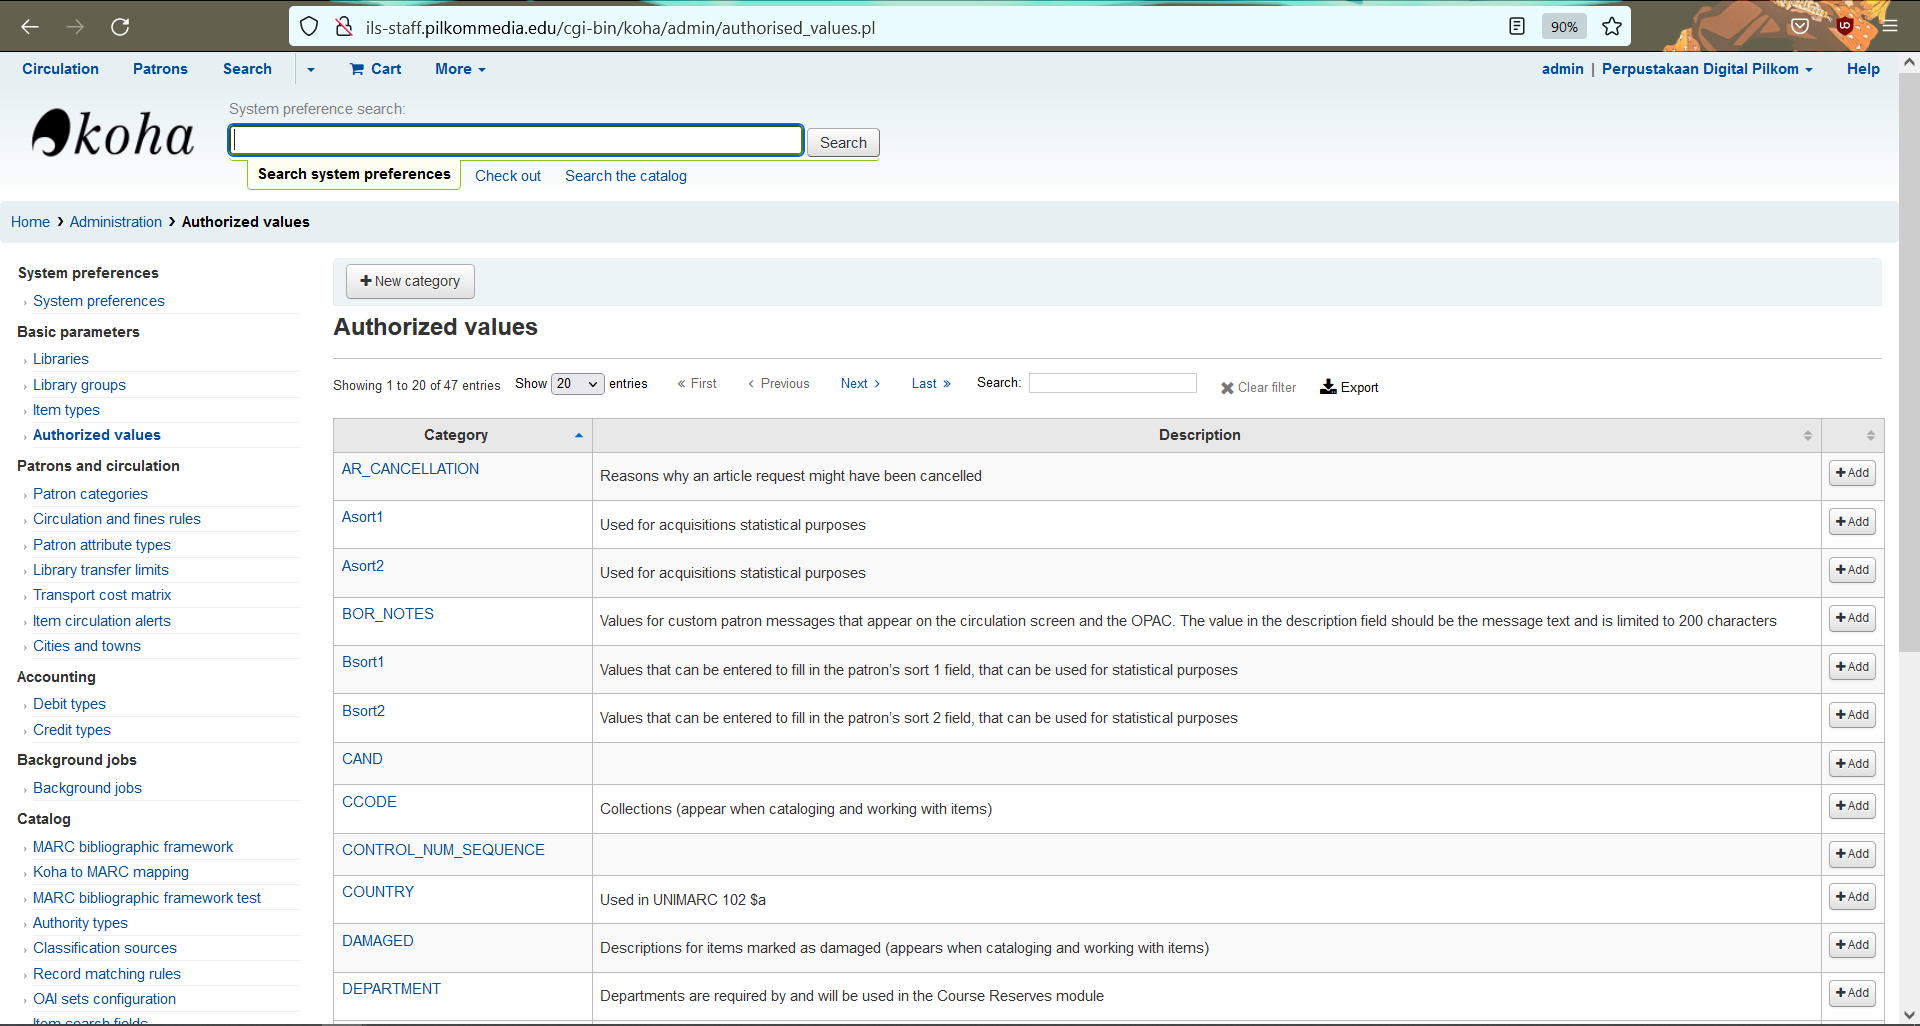 ils-staff.pilkommedia.edu/cgi-bin/koha/admin/authorised_values.pl
90%
Circulation Patrons Search Cart More
admin | Perpustakaan Digital Pilkom Help
koha
System preference search:
Search
Search system preferences Check out Search the catalog
Home › Administration › Authorized values
System preferences
System preferences
Basic parameters
Libraries
Library groups
Item types
Authorized values
Patrons and circulation
Patron categories
Circulation and fines rules
Patron attribute types
Library transfer limits
Transport cost matrix
Item circulation alerts
Cities and towns
Accounting
Debit types
Credit types
Background jobs
Background jobs
Catalog
MARC bibliographic framework
Koha to MARC mapping
MARC bibliographic framework test
Authority types
Classification sources
Record matching rules
OAI sets configuration
Item search fields
+ New category
Authorized values
Showing 1 to 20 of 47 entries Show 20 entries « First ‹ Previous Next › Last » Search: Clear filter Export
Category Description
AR_CANCELLATION Reasons why an article request might have been cancelled + Add
Asort1 Used for acquisitions statistical purposes + Add
Asort2 Used for acquisitions statistical purposes + Add
BOR_NOTES Values for custom patron messages that appear on the circulation screen and the OPAC. The value in the description field should be the message text and is limited to 200 characters + Add
Bsort1 Values that can be entered to fill in the patron’s sort 1 field, that can be used for statistical purposes + Add
Bsort2 Values that can be entered to fill in the patron’s sort 2 field, that can be used for statistical purposes + Add
CAND + Add
CCODE Collections (appear when cataloging and working with items) + Add
CONTROL_NUM_SEQUENCE + Add
COUNTRY Used in UNIMARC 102 $a + Add
DAMAGED Descriptions for items marked as damaged (appears when cataloging and working with items) + Add
DEPARTMENT Departments are required by and will be used in the Course Reserves module + Add